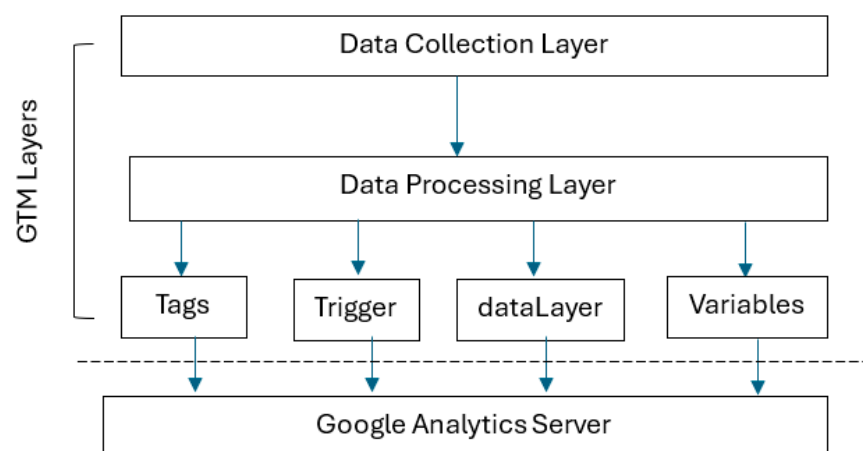 Data Collection Layer
GTM Layers
Data Processing Layer
Tags
Trigger
dataLayer
Variables
Google Analytics Server